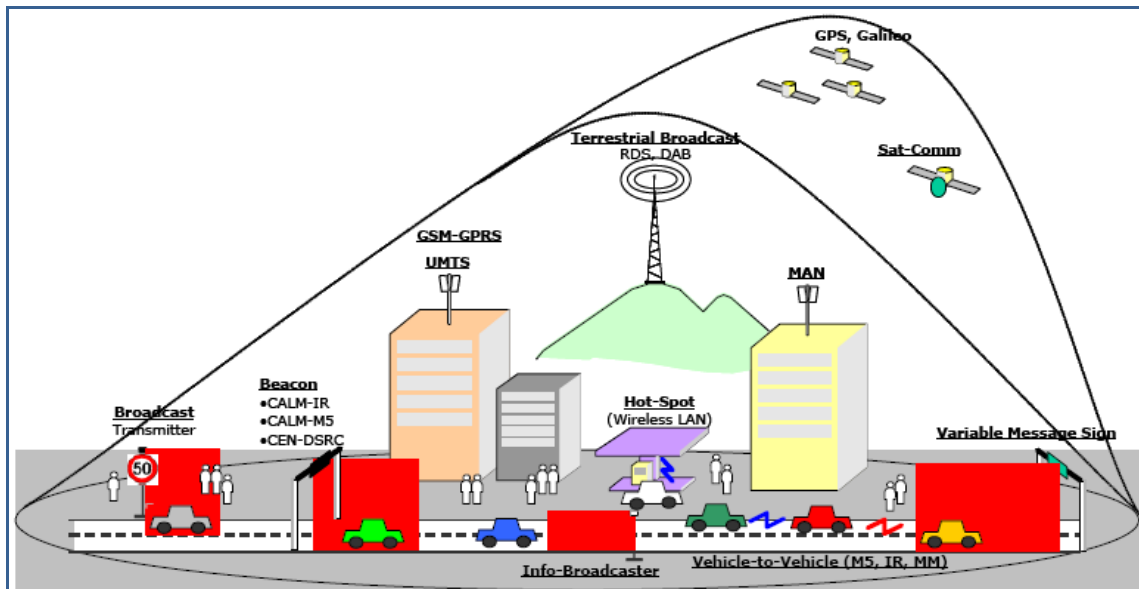 GPS, Galileo
Terrestrial Broadcast
RDS, DAB
Sat-Comm
GSM-GPRS
UMTS
MAN
Beacon
•CALM-IR
•CALM-M5
•CEN-DSRC
Broadcast
Transmitter
Hot-Spot
(Wireless LAN)
Variable Message Sign
50
Info-Broadcaster
Vehicle-to-Vehicle (M5, IR, MM)